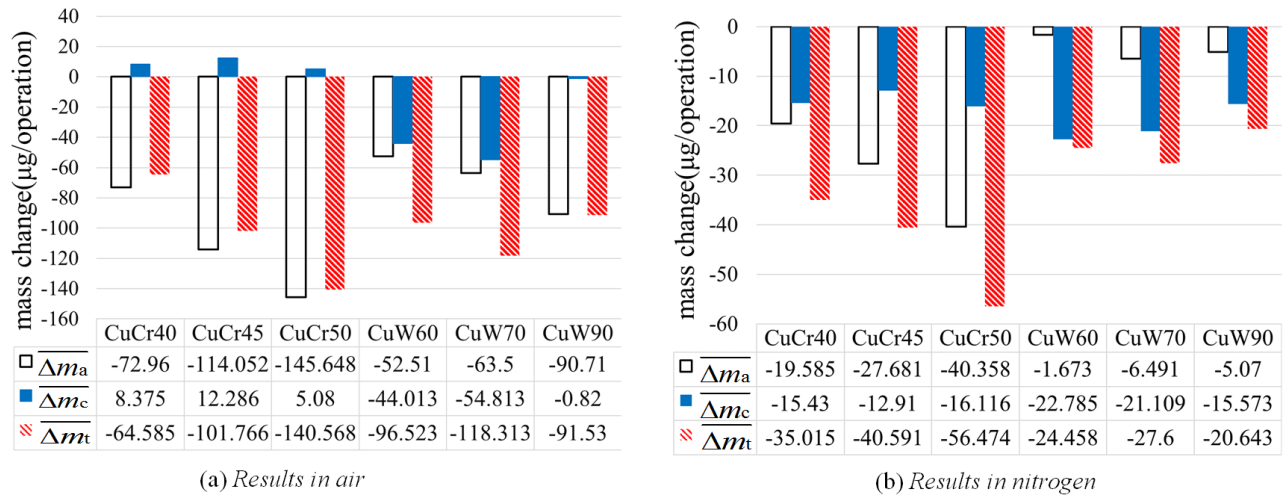 mass change(μg/operation)
40
20
0
-20
-40
-60
-80
-100
-120
-140
-160
CuCr40 CuCr45 CuCr50 CuW60 CuW70 CuW90
Δma -72.96 -114.052 -145.648 -52.51 -63.5 -90.71
Δmc 8.375 12.286 5.08 -44.013 -54.813 -0.82
Δmt -64.585 -101.766 -140.568 -96.523 -118.313 -91.53
(a) Results in air
mass change(μg/operation)
0
-10
-20
-30
-40
-50
-60
CuCr40 CuCr45 CuCr50 CuW60 CuW70 CuW90
Δma -19.585 -27.681 -40.358 -1.673 -6.491 -5.07
Δmc -15.43 -12.91 -16.116 -22.785 -21.109 -15.573
Δmt -35.015 -40.591 -56.474 -24.458 -27.6 -20.643
(b) Results in nitrogen